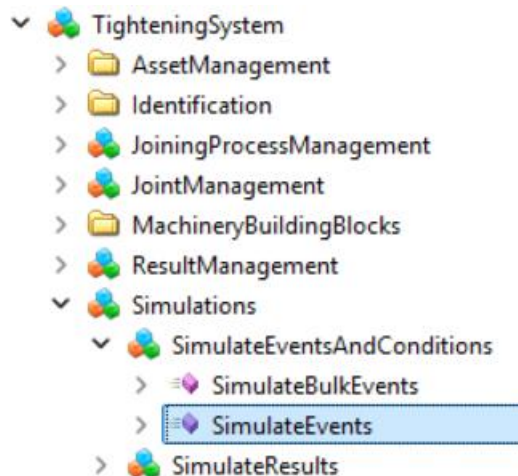 TighteningSystem
AssetManagement
Identification
JoiningProcessManagement
JointManagement
MachineryBuildingBlocks
ResultManagement
Simulations
SimulateEventsAndConditions
SimulateBulkEvents
SimulateEvents
SimulateResults